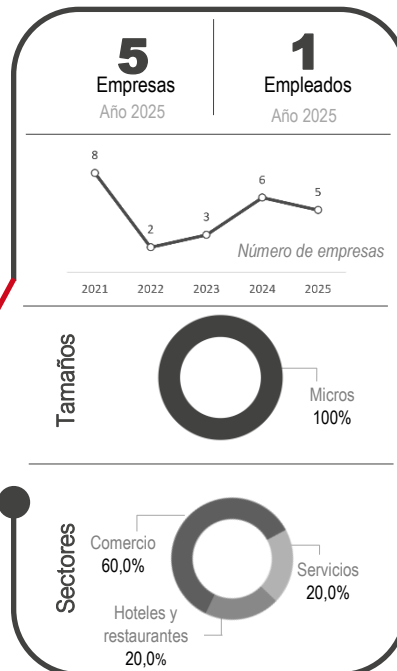 5
Empresas
Año 2025
1
Empleados
Año 2025
8
2
3
6
5
Número de empresas
2021 2022 2023 2024 2025
Tamaños
Micros
100%
Sectores
Comercio
60,0%
Servicios
20,0%
Hoteles y
restaurantes
20,0%